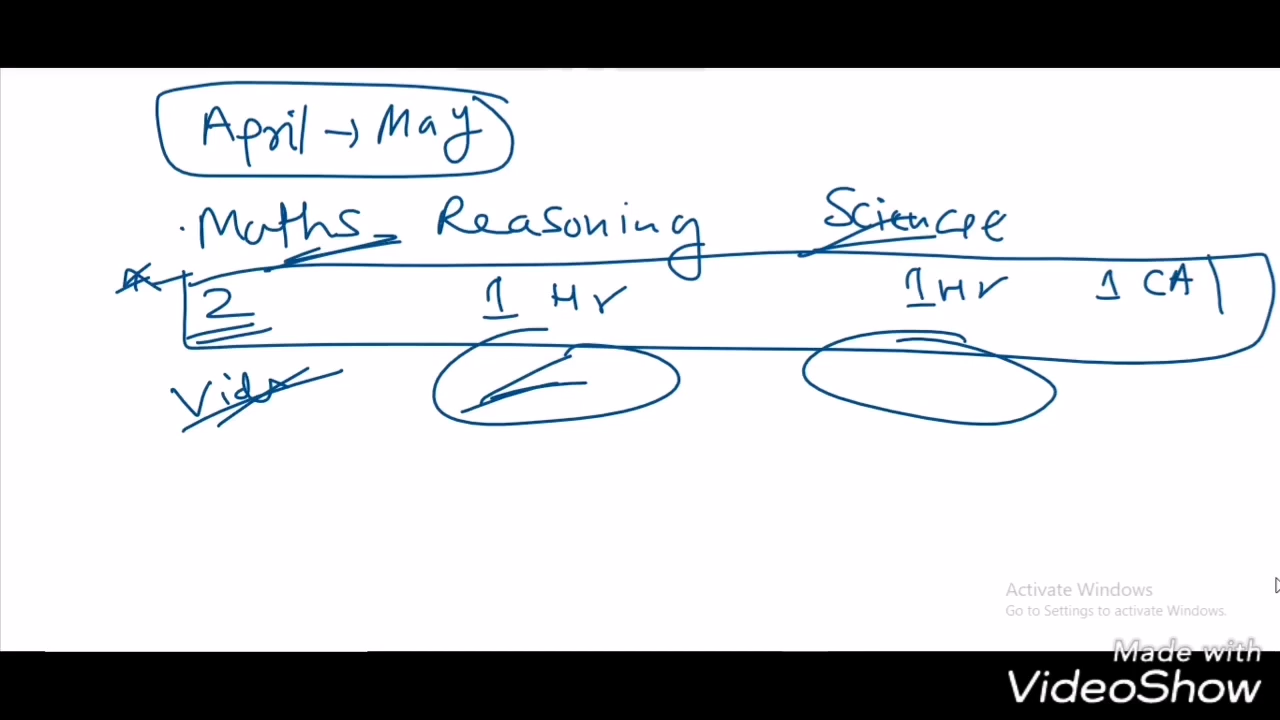 April → May
. Maths Reasoning Science
2 1 Hr 1 Hr 1 CA
Activate Windows
Go to Settings to activate Windows.
Made with
VideoShow